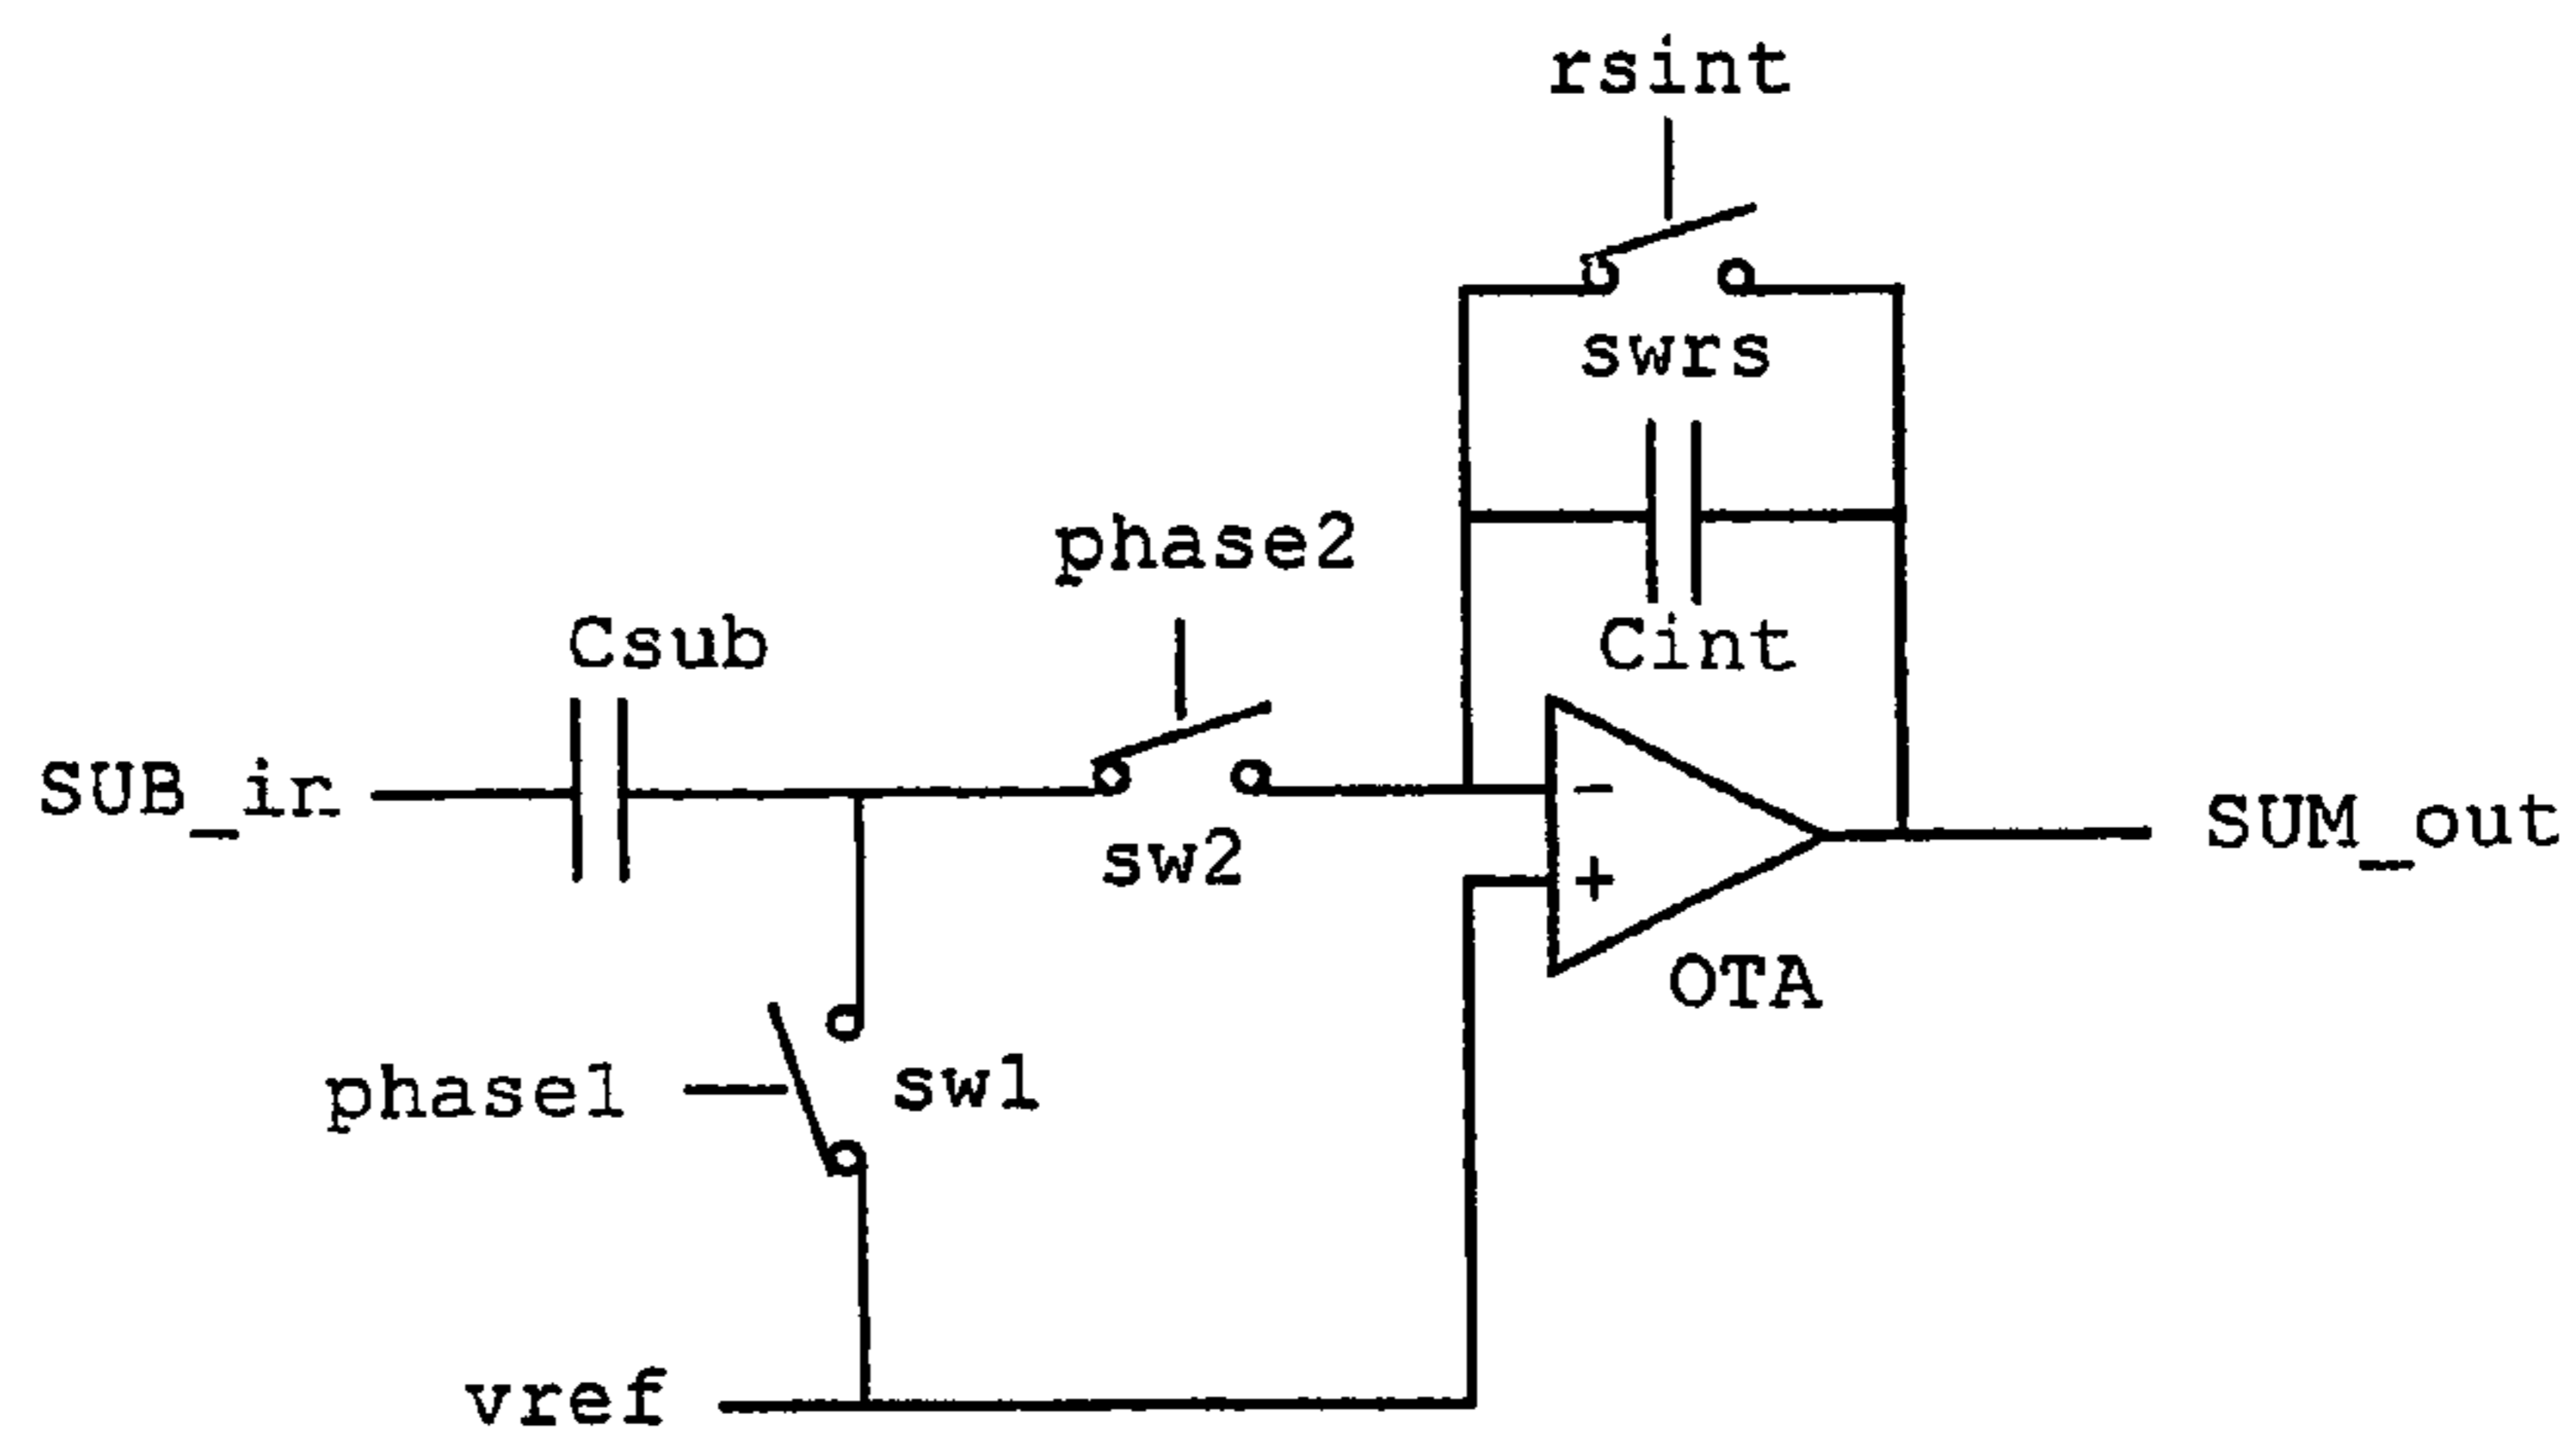 rsint
swrs
phase2
Csub
Cint
SUB_in
-
sw2
SUM_out
+
OTA
phase1
sw1
vref